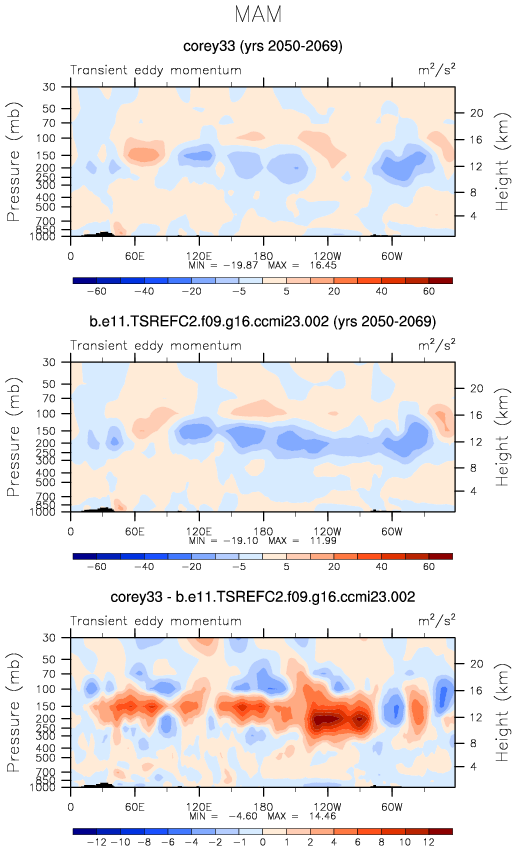 MAM
corey33 (yrs 2050-2069)
Transient eddy momentum m²/s²
Pressure (mb)
30
50
70
100
150
200
250
300
400
500
700
850
1000
Height (km)
20
16
12
8
4
0 60E 120E 180 120W 60W
MIN = -19.87 MAX = 16.45
-60 -40 -20 -10 -5 5 10 20 40 60
b.e11.TSREFC2.f09.g16.ccmi23.002 (yrs 2050-2069)
Transient eddy momentum m²/s²
Pressure (mb)
30
50
70
100
150
200
250
300
400
500
700
850
1000
Height (km)
20
16
12
8
4
0 60E 120E 180 120W 60W
MIN = -19.10 MAX = 11.99
-60 -40 -20 -10 -5 5 10 20 40 60
corey33 - b.e11.TSREFC2.f09.g16.ccmi23.002
Transient eddy momentum m²/s²
Pressure (mb)
30
50
70
100
150
200
250
300
400
500
700
850
1000
Height (km)
20
16
12
8
4
0 60E 120E 180 120W 60W
MIN = -4.60 MAX = 14.46
-12 -10 -8 -6 -4 -2 -1 0 1 2 4 6 8 10 12